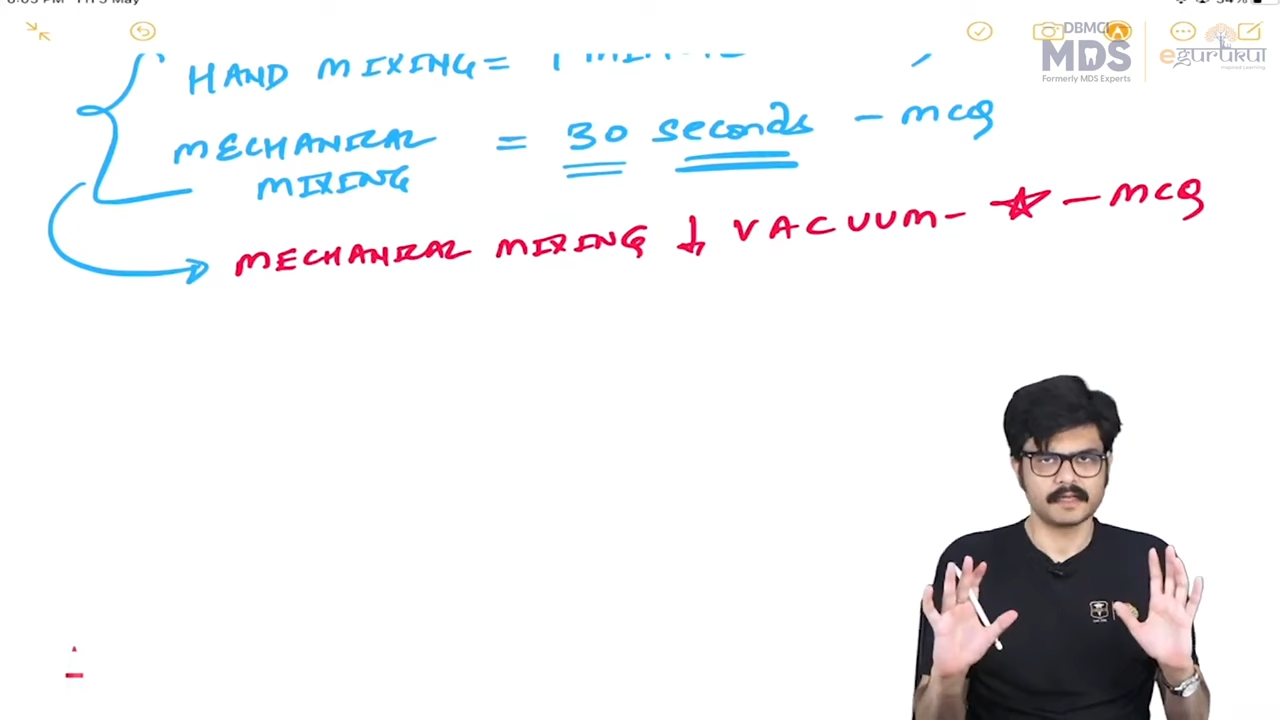 DBMCI
MDS
Formerly MDS Experts
egurukul
HAND MIXING =
MECHANICAL = 30 seconds - MCQ
MIXING
MECHANICAL MIXING ↓ VACUUM - ☆ - MCQ